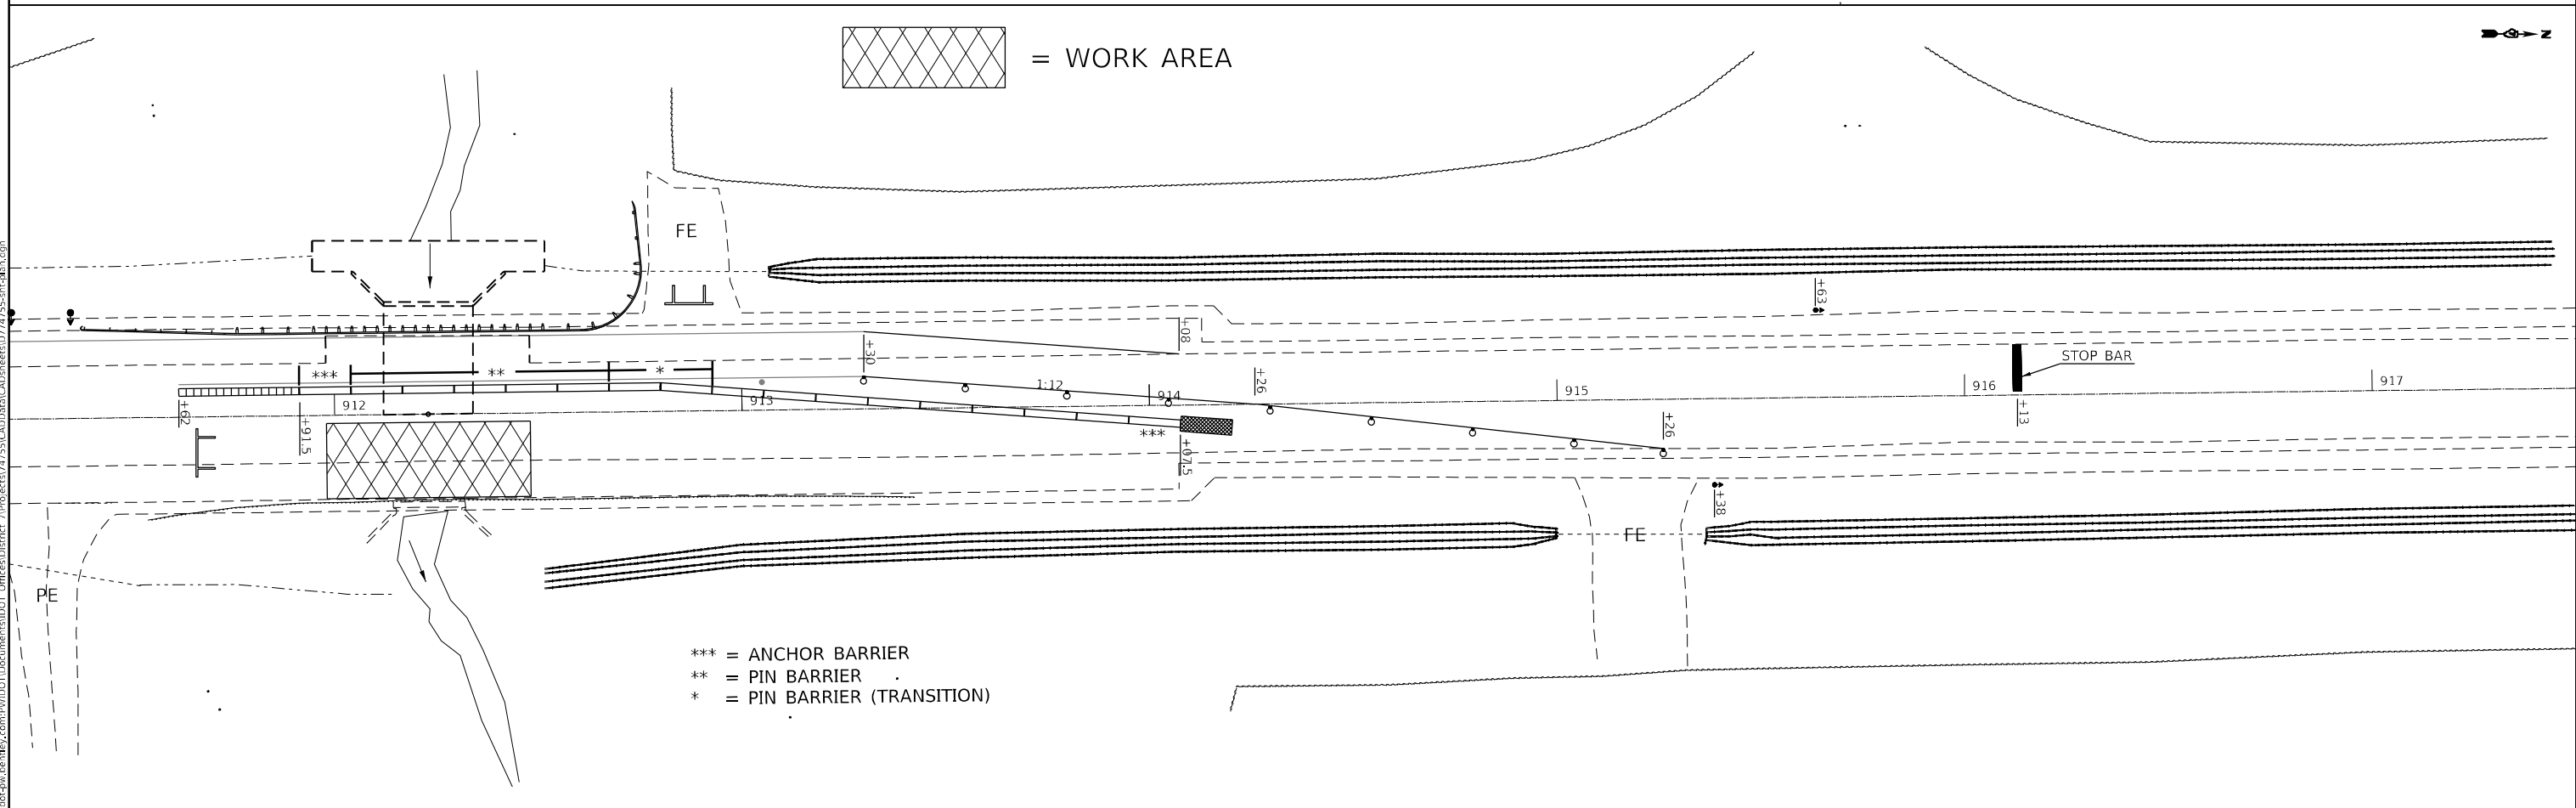 = WORK AREA
N
FE
+63
+08
+30
STOP BAR
***
**
*
1:12
+26
912
913
914
915
916
917
+62
+91.5
***
+07.5
+26
+13
+38
FE
PE
*** = ANCHOR BARRIER
** = PIN BARRIER
* = PIN BARRIER (TRANSITION)